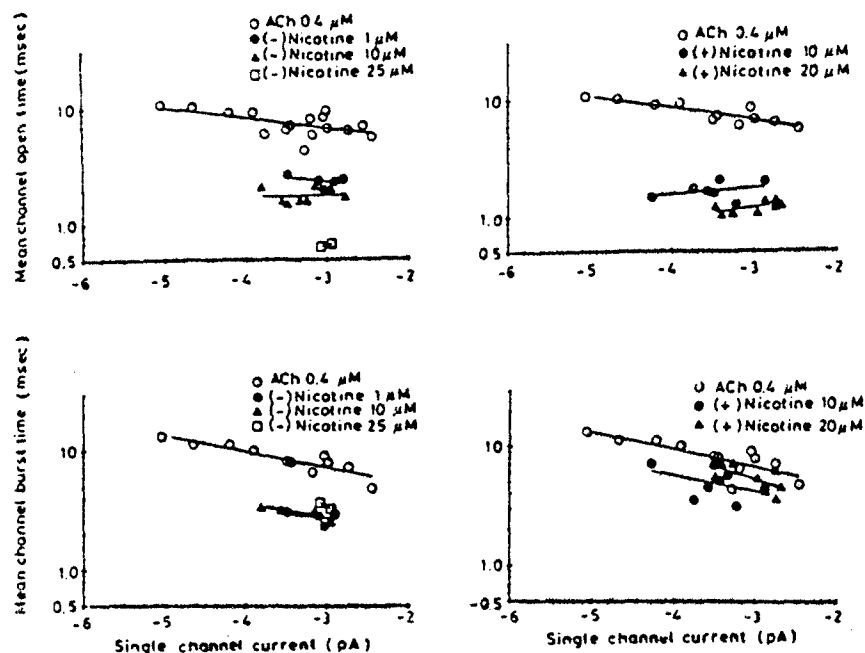 Mean channel open time (msec)
○ ACh 0.4 μM
● (-) Nicotine 1 μM
▲ (-) Nicotine 10 μM
□ (-) Nicotine 25 μM
10
1.0
0.5
-6 -5 -4 -3 -2
○ ACh 0.4 μM
● (+) Nicotine 10 μM
▲ (+) Nicotine 20 μM
10
1.0
0.5
-6 -5 -4 -3 -2
Mean channel burst time (msec)
○ ACh 0.4 μM
● (-) Nicotine 1 μM
▲ (-) Nicotine 10 μM
□ (-) Nicotine 25 μM
10
1.0
0.5
-6 -5 -4 -3 -2
Single channel current (pA)
○ ACh 0.4 μM
● (+) Nicotine 10 μM
▲ (+) Nicotine 20 μM
10
1.0
-0.5
-6 -5 -4 -3 -2
Single channel current (pA)